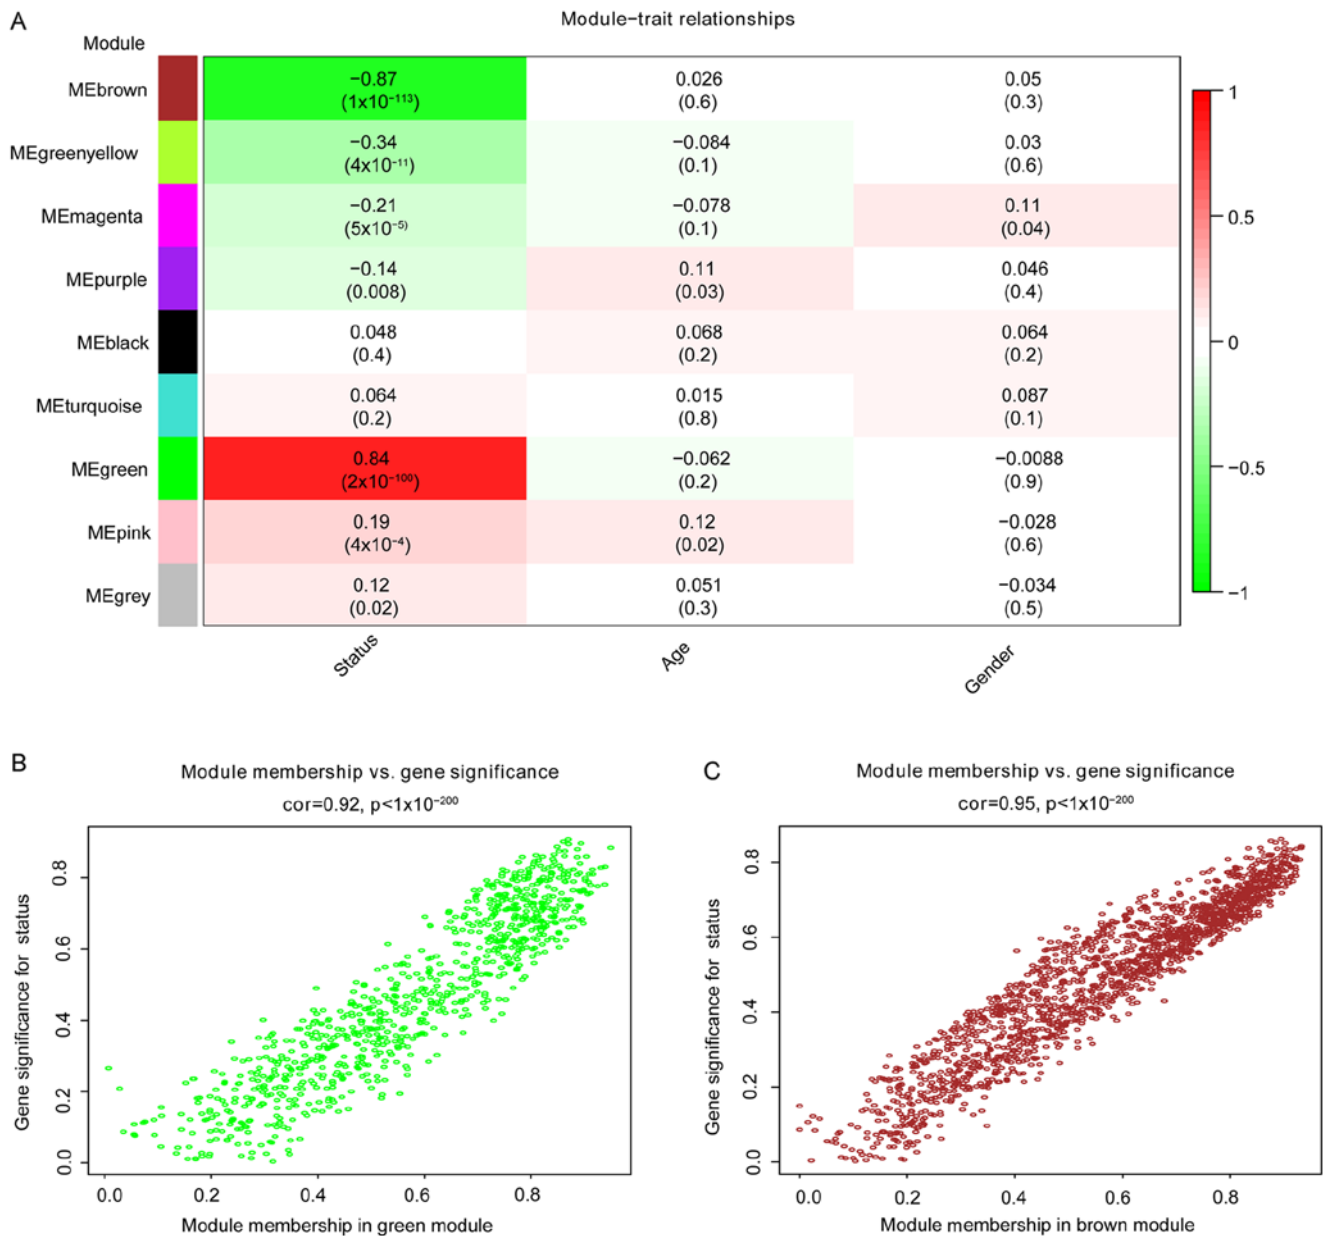 A
Module−trait relationships
Module
MEbrown
−0.87
(1x10⁻¹¹³)
0.026
(0.6)
0.05
(0.3)
MEgreenyellow
−0.34
(4x10⁻¹¹)
−0.084
(0.1)
0.03
(0.6)
MEmagenta
−0.21
(5x10⁻⁵⁾
−0.078
(0.1)
0.11
(0.04)
MEpurple
−0.14
(0.008)
0.11
(0.03)
0.046
(0.4)
MEblack
0.048
(0.4)
0.068
(0.2)
0.064
(0.2)
MEturquoise
0.064
(0.2)
0.015
(0.8)
0.087
(0.1)
MEgreen
0.84
(2x10⁻¹⁰⁰)
−0.062
(0.2)
−0.0088
(0.9)
MEpink
0.19
(4x10⁻⁴)
0.12
(0.02)
−0.028
(0.6)
MEgrey
0.12
(0.02)
0.051
(0.3)
−0.034
(0.5)
Status
Age
Gender
1
0.5
0
−0.5
−1
B
Module membership vs. gene significance
cor=0.92, p<1x10⁻²⁰⁰
Gene significance for status
0.8
0.6
0.4
0.2
0.0
0.0 0.2 0.4 0.6 0.8
Module membership in green module
C
Module membership vs. gene significance
cor=0.95, p<1x10⁻²⁰⁰
Gene significance for status
0.8
0.6
0.4
0.2
0.0
0.0 0.2 0.4 0.6 0.8
Module membership in brown module